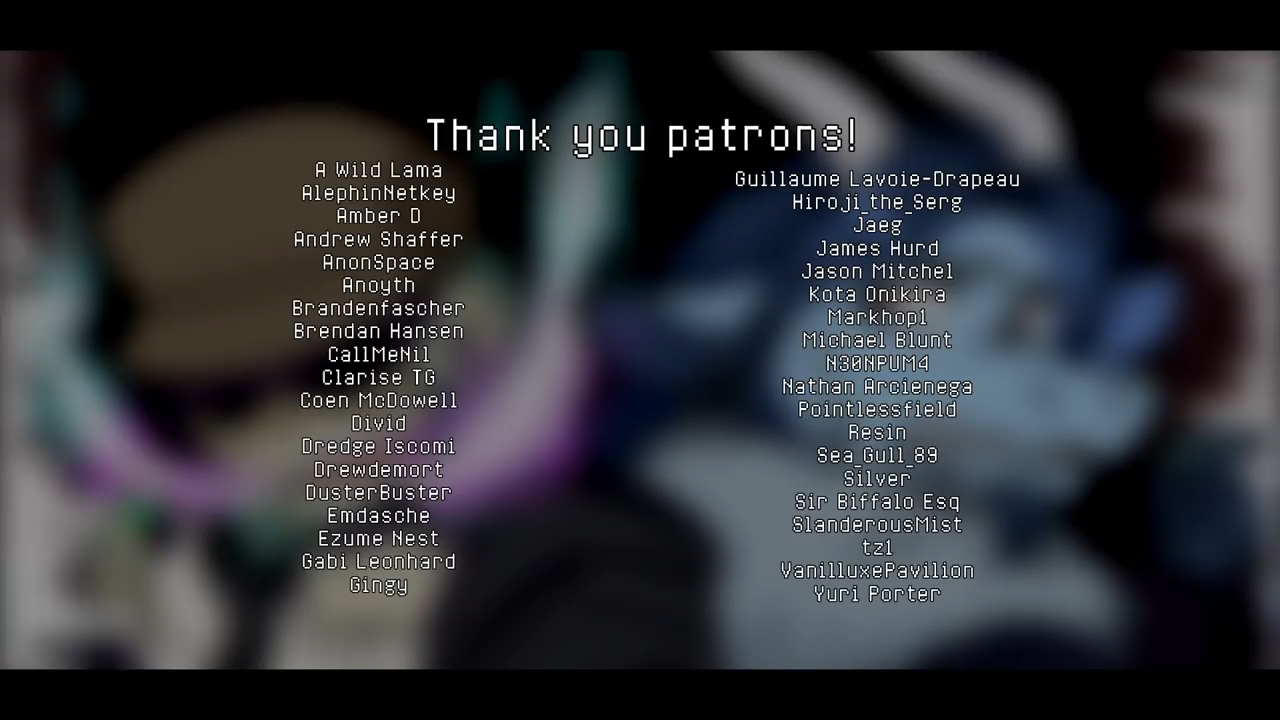 Thank you patrons!
A Wild Lama
AlephinNetkey
Amber D
Andrew Shaffer
AnonSpace
Anoyth
Brandenfascher
Brendan Hansen
CallMeNil
Clarise TG
Coen McDowell
Divid
Dredge Iscomi
Drewdemort
DusterBuster
Emdasche
Ezume Nest
Gabi Leonhard
Gingy
Guillaume Lavoie-Drapeau
Hiroji_the_Serg
Jaeg
James Hurd
Jason Mitchel
Kota Onikira
Markhop1
Michael Blunt
N30NPUM4
Nathan Arcienega
Pointlessfield
Resin
Sea_Gull_89
Silver
Sir Biffalo Esq
SlanderousMist
tz1
VanilluxePavilion
Yuri Porter